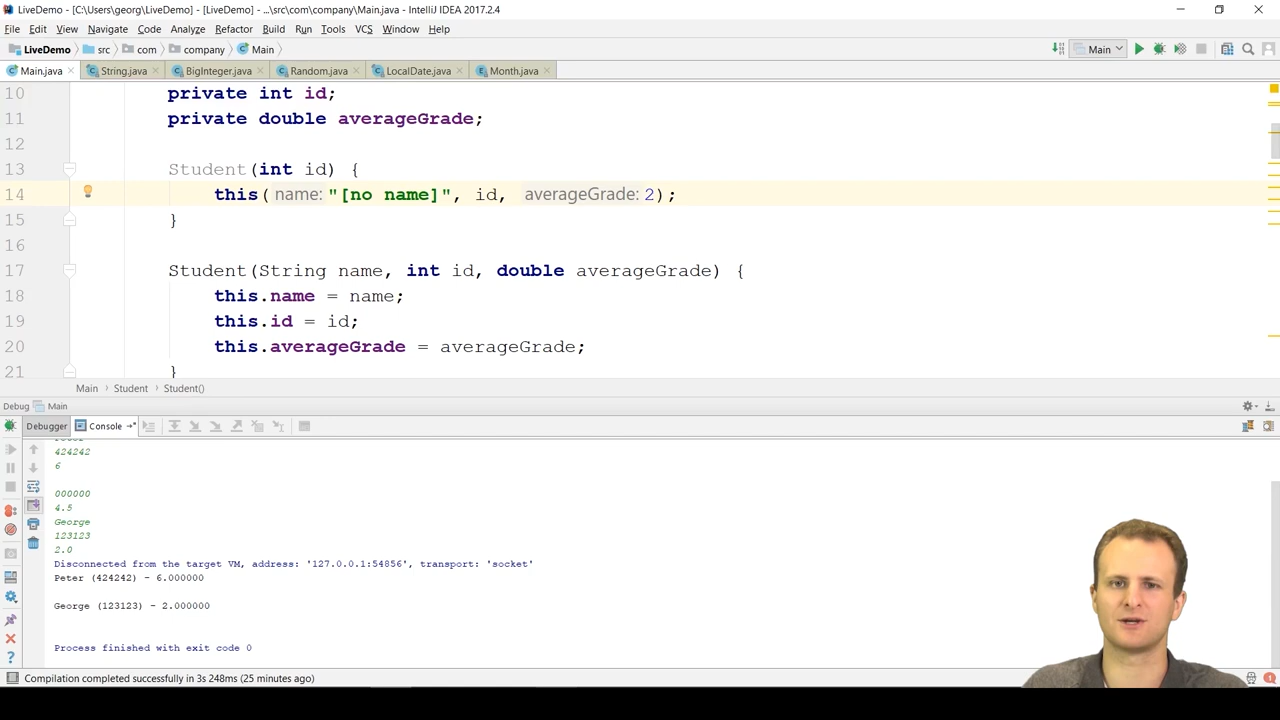 LiveDemo - [C:\Users\georg\LiveDemo] - [LiveDemo] - ...\src\com\company\Main.java - IntelliJ IDEA 2017.2.4
File Edit View Navigate Code Analyze Refactor Build Run Tools VCS Window Help
LiveDemo src com company Main Main
Main.java String.java BigInteger.java Random.java LocalDate.java Month.java
10 private int id;
11 private double averageGrade;
12
13 Student(int id) {
14 this( name: "[no name]", id, averageGrade: 2);
15 }
16
17 Student(String name, int id, double averageGrade) {
18 this.name = name;
19 this.id = id;
20 this.averageGrade = averageGrade;
21 }
Main Student Student()
Debug Main
Debugger Console
424242
6
000000
4.5
George
123123
2.0
Disconnected from the target VM, address: '127.0.0.1:54856', transport: 'socket'
Peter (424242) - 6.000000
George (123123) - 2.000000
Process finished with exit code 0
Compilation completed successfully in 3s 248ms (25 minutes ago)